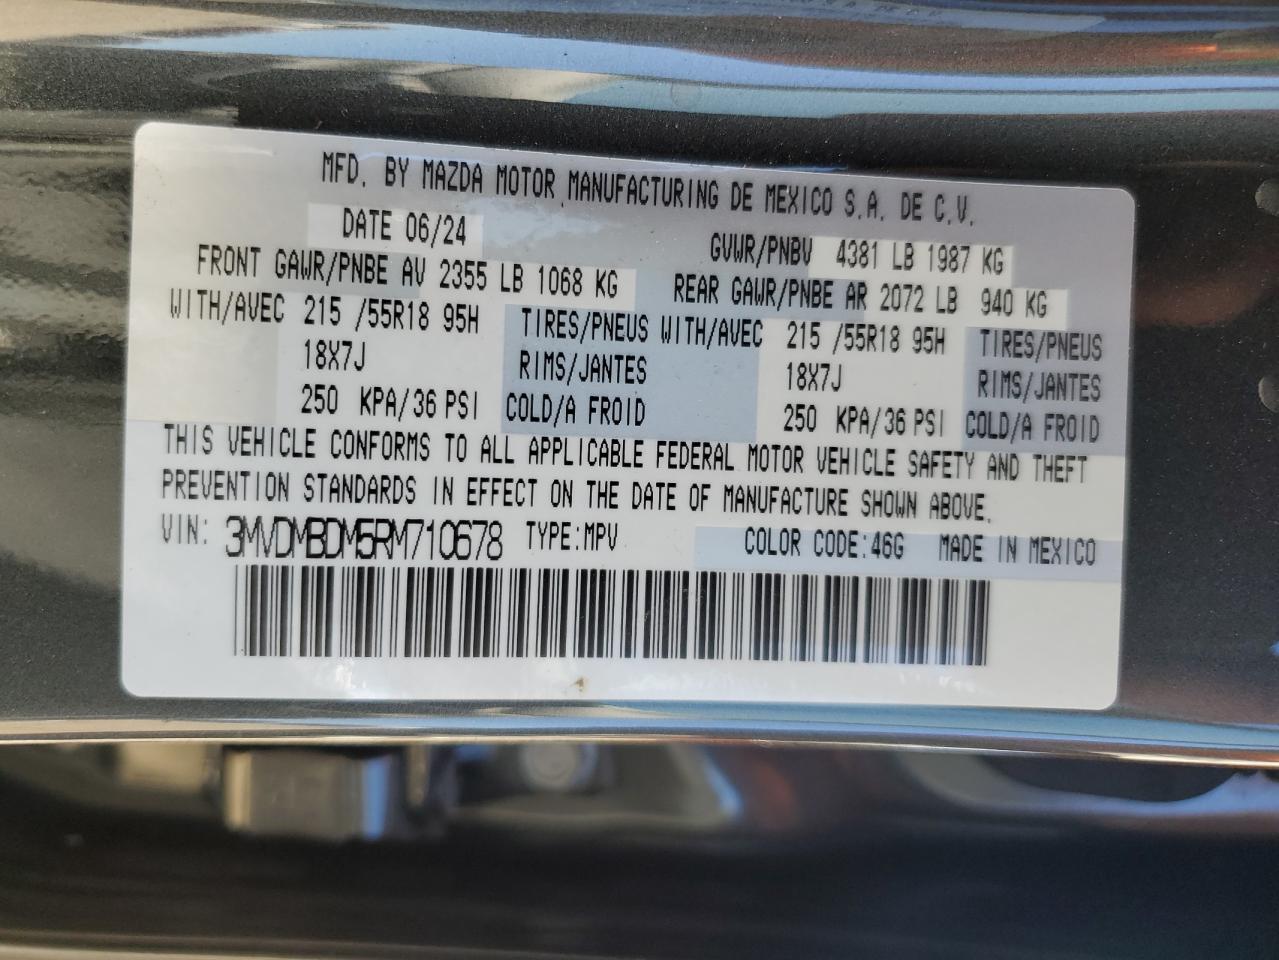 MFD. BY MAZDA MOTOR MANUFACTURING DE MEXICO S.A. DE C.V.
DATE 06/24 GVWR/PNBV 4381 LB 1987 KG
FRONT GAWR/PNBE AV 2355 LB 1068 KG REAR GAWR/PNBE AR 2072 LB 940 KG
WITH/AVEC 215 /55R18 95H TIRES/PNEUS WITH/AVEC 215 /55R18 95H TIRES/PNEUS
18X7J RIMS/JANTES 18X7J RIMS/JANTES
250 KPA/36 PSI COLD/A FROID 250 KPA/36 PSI COLD/A FROID
THIS VEHICLE CONFORMS TO ALL APPLICABLE FEDERAL MOTOR VEHICLE SAFETY AND THEFT
PREVENTION STANDARDS IN EFFECT ON THE DATE OF MANUFACTURE SHOWN ABOVE.
VIN: 3MVDMBDM5RM710678 TYPE:MPV COLOR CODE:46G MADE IN MEXICO